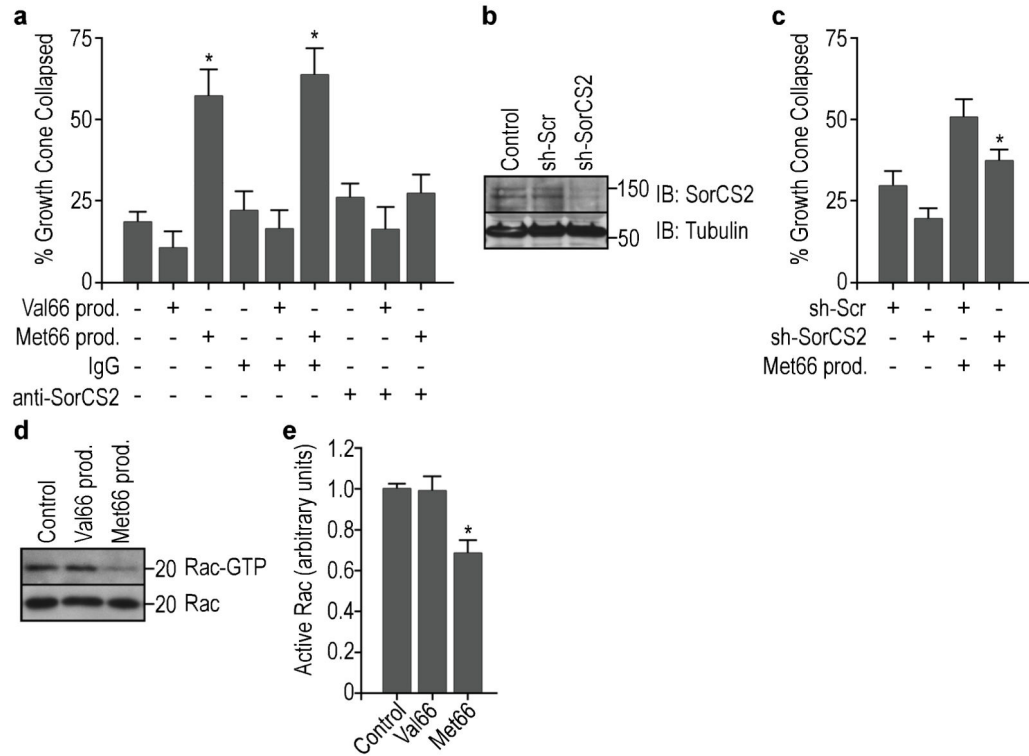 a
% Growth Cone Collapsed
75
50
25
0
* *
Val66 prod. - + - - + - - + -
Met66 prod. - - + - - + - - +
IgG - - - + + + - - -
anti-SorCS2 - - - - - - + + +
b
Control
sh-Scr
sh-SorCS2
150 IB: SorCS2
50 IB: Tubulin
c
% Growth Cone Collapsed
75
50
25
0
*
sh-Scr + - + -
sh-SorCS2 - + - +
Met66 prod. - - + +
d
Control
Val66 prod.
Met66 prod.
20 Rac-GTP
20 Rac
e
Active Rac (arbitrary units)
1.2
1.0
0.8
0.6
0.4
0.2
0
*
Control
Val66
Met66